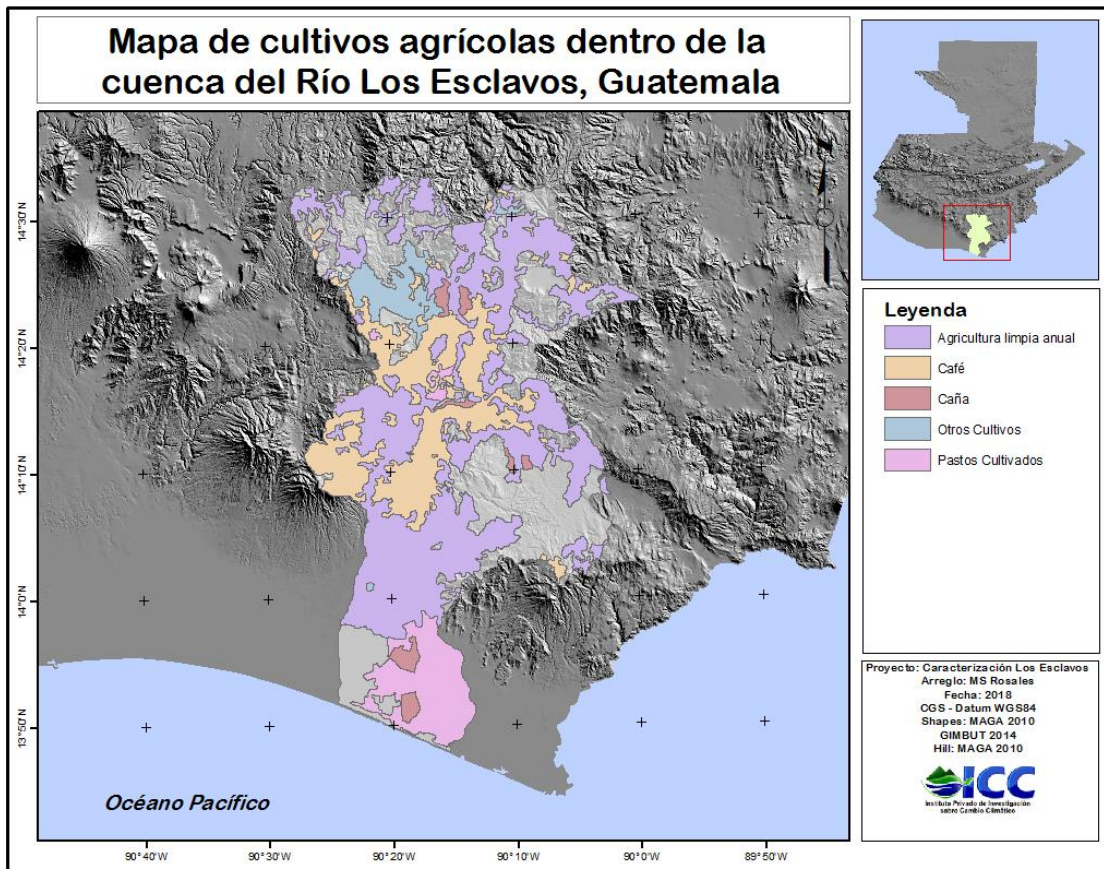 Mapa de cultivos agrícolas dentro de la
cuenca del Río Los Esclavos, Guatemala
14°30'N
14°20'N
14°10'N
14°0'N
13°50'N
Océano Pacífico
90°40'W
90°30'W
90°20'W
90°10'W
90°0'W
89°50'W
Leyenda
Agricultura limpia anual
Café
Caña
Otros Cultivos
Pastos Cultivados
Proyecto: Caracterización Los Esclavos
Arreglo: MS Rosales
Fecha: 2018
CGS - Datum WGS84
Shapes: MAGA 2010
GIMBUT 2014
Hill: MAGA 2010
ICC
Instituto Privado de Investigación
sobre Cambio Climático